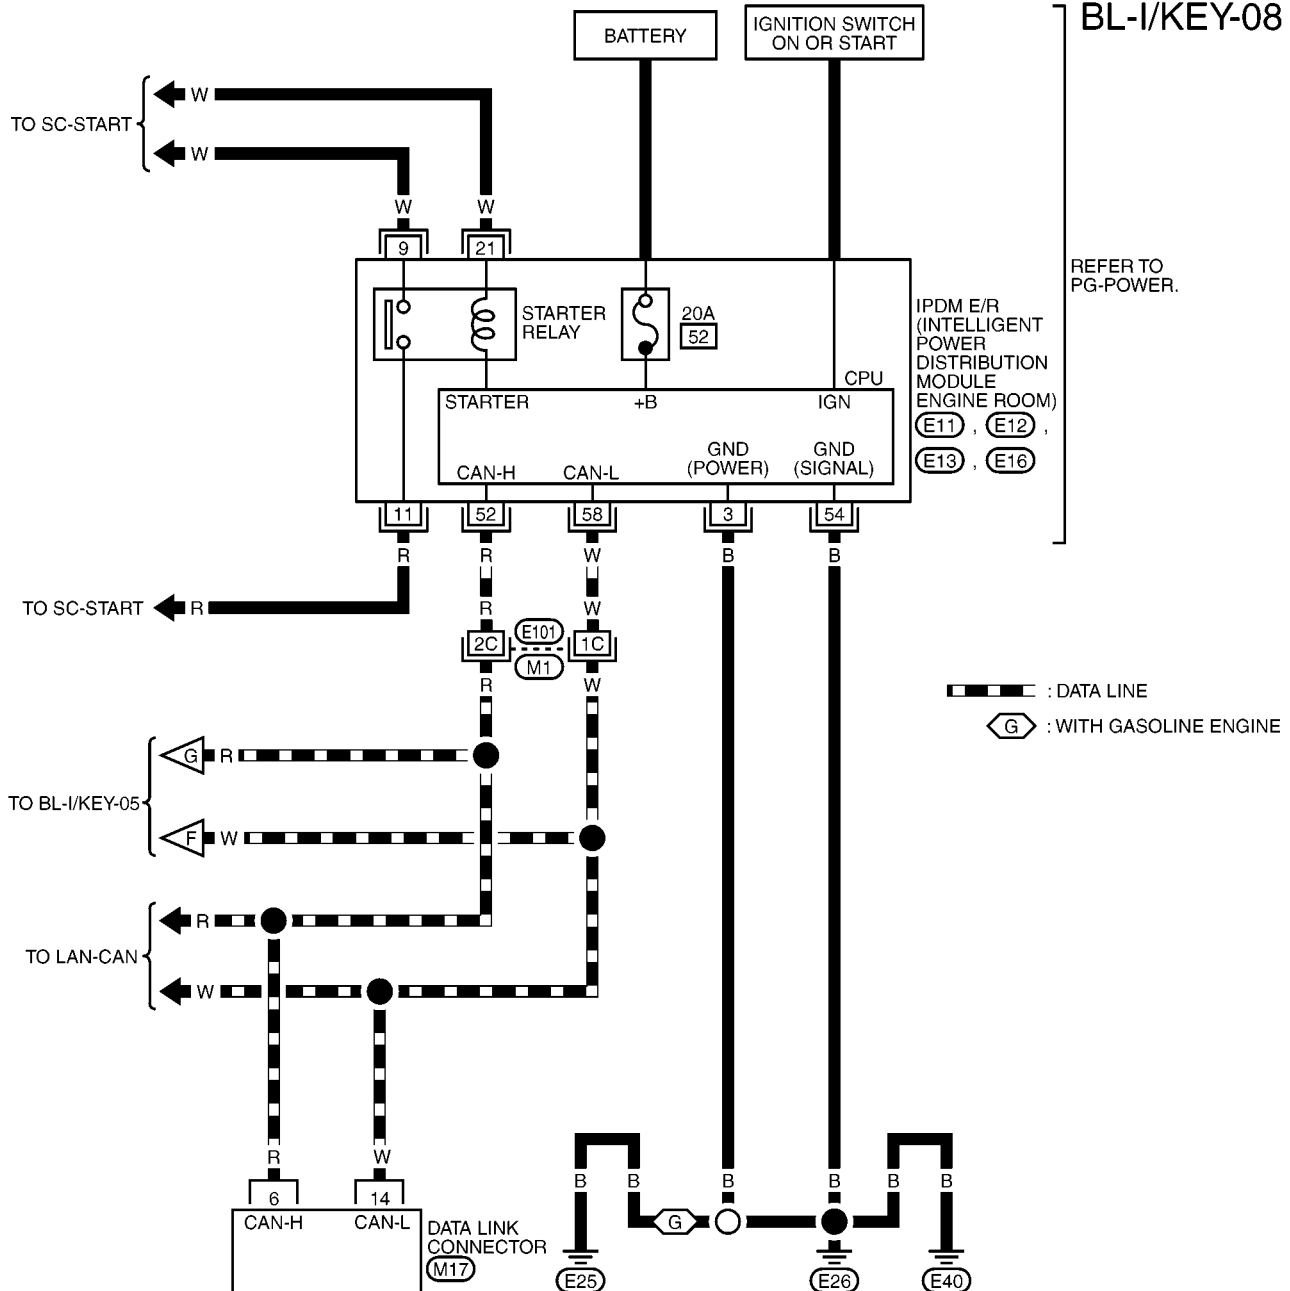 BL-I/KEY-08
BATTERY
IGNITION SWITCH
ON OR START
W
TO SC-START
W
W
W
9
21
REFER TO
PG-POWER.
STARTER
RELAY
20A
52
IPDM E/R
(INTELLIGENT
POWER
DISTRIBUTION
MODULE
ENGINE ROOM)
E11 , E12 ,
E13 , E16
CPU
STARTER
+B
IGN
CAN-H
CAN-L
GND
(POWER)
GND
(SIGNAL)
11
52
58
3
54
R
R
W
B
B
TO SC-START
R
R
W
2C
E101
M1
1C
R
W
: DATA LINE
G : WITH GASOLINE ENGINE
G R
TO BL-I/KEY-05
F W
R
TO LAN-CAN
W
R
W
6
14
CAN-H
CAN-L
DATA LINK
CONNECTOR
M17
B
B
B
B
B
B
G
E25
E26
E40